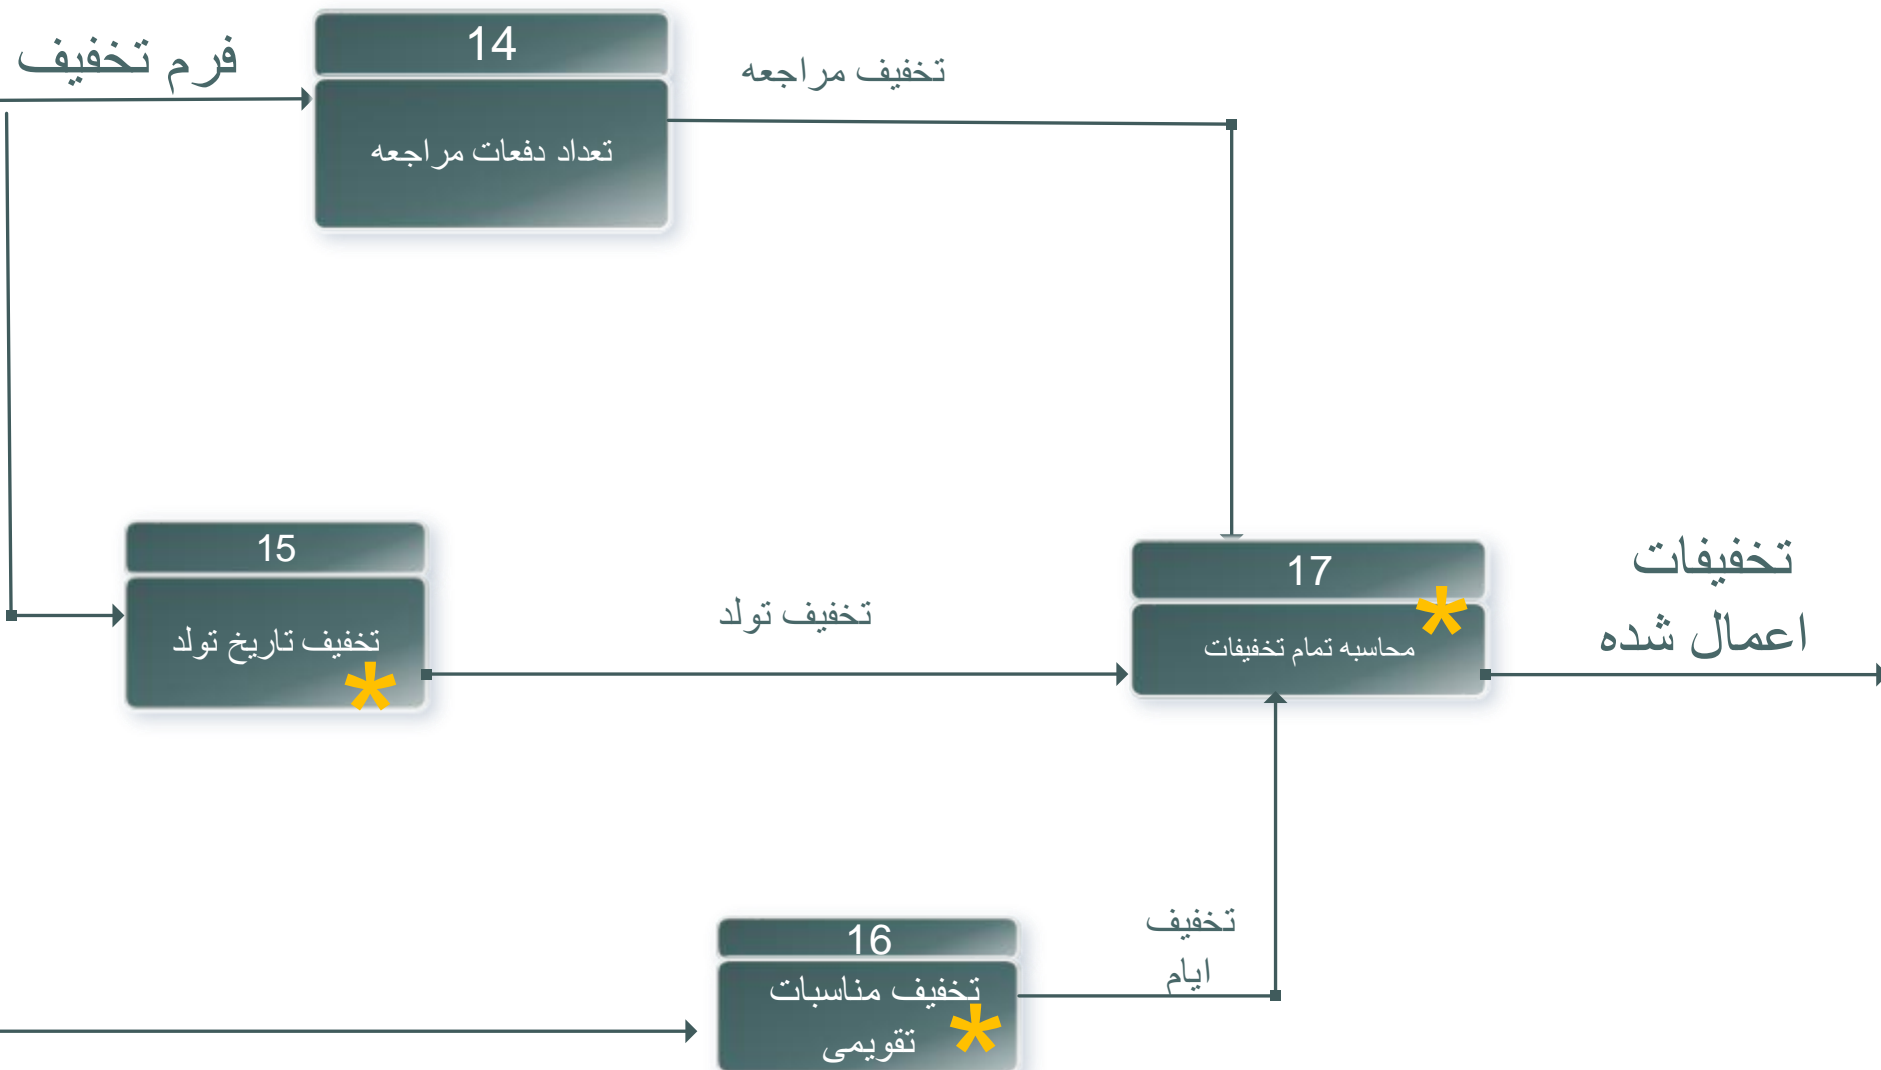 فرم تخفیف
14
تعداد دفعات مراجعه
تخفیف مراجعه
15
تخفیف تاریخ تولد
تخفیف تولد
17
محاسبه تمام تخفیفات
تخفیفات
اعمال شده
16
تخفیف مناسبات
تقویمی
تخفیف
ایام